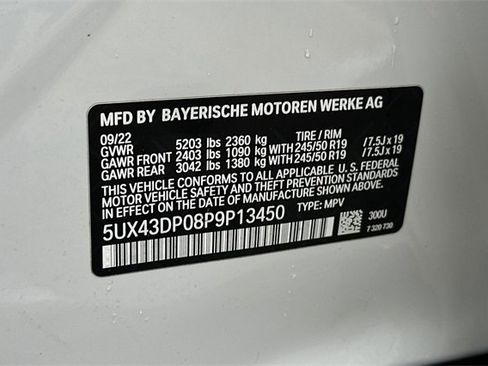 MFD BY BAYERISCHE MOTOREN WERKE AG
09/22 TIRE / RIM
GVWR 5203 lbs 2360 kg
GAWR FRONT 2403 lbs 1090 kg WITH 245/50 R19 / 7.5J x 19
GAWR REAR 3042 lbs 1380 kg WITH 245/50 R19 / 7.5J x 19
THIS VEHICLE CONFORMS TO ALL APPLICABLE U. S. FEDERAL
MOTOR VEHICLE SAFETY AND THEFT PREVENTION STANDARDS
IN EFFECT ON THE DATE OF MANUFACTURE SHOWN ABOVE.
5UX43DP08P9P13450 TYPE: MPV
300U
7 320 730